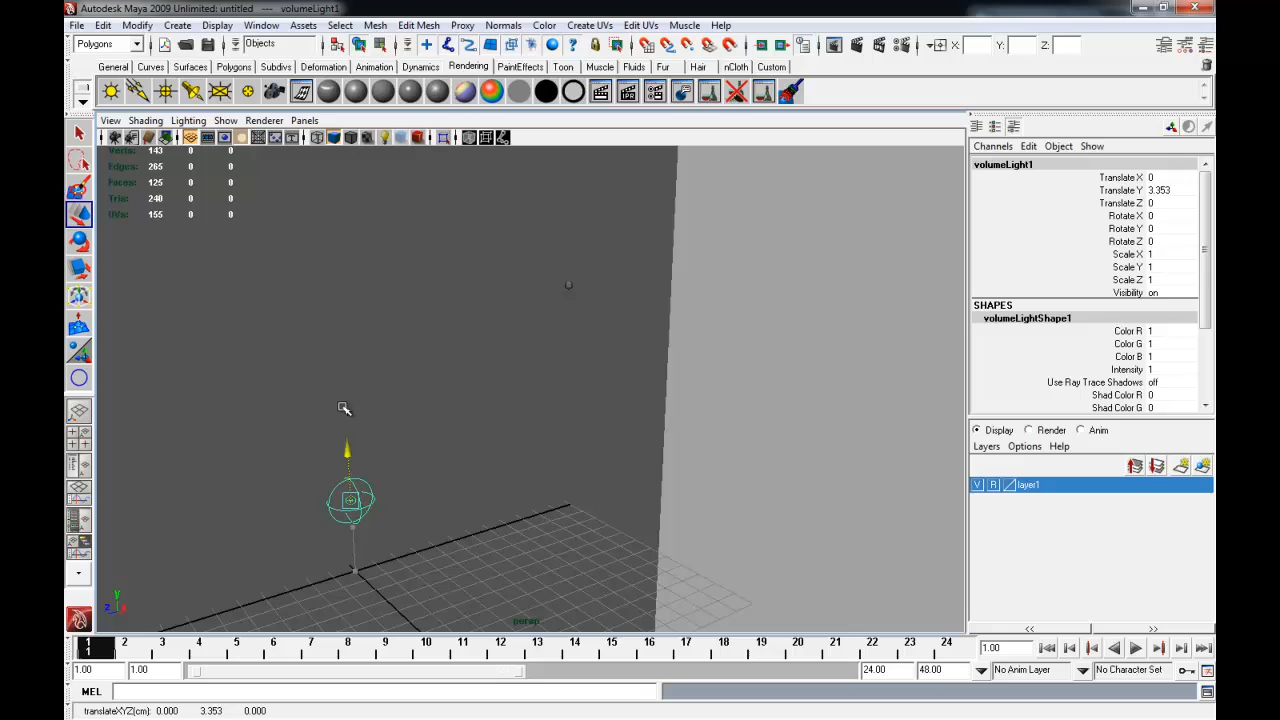 Autodesk Maya 2009 Unlimited: untitled --- volumeLight1
File Edit Modify Create Display Window Assets Select Mesh Edit Mesh Proxy Normals Color Create UVs Edit UVs Muscle Help
Polygons Objects X: Y: Z:
General Curves Surfaces Polygons Subdivs Deformation Animation Dynamics Rendering PaintEffects Toon Muscle Fluids Fur Hair nCloth Custom
View Shading Lighting Show Renderer Panels
Verts: 143 0 0
Edges: 265 0 0
Faces: 125 0 0
Tris: 240 0 0
UVs: 155 0 0
y
z x
persp
Channels Edit Object Show
volumeLight1
Translate X 0
Translate Y 3.353
Translate Z 0
Rotate X 0
Rotate Y 0
Rotate Z 0
Scale X 1
Scale Y 1
Scale Z 1
Visibility on
SHAPES
volumeLightShape1
Color R 1
Color G 1
Color B 1
Intensity 1
Use Ray Trace Shadows off
Shad Color R 0
Shad Color G 0
Display Render Anim
Layers Options Help
V R layer1
<< >>
1 2 3 4 5 6 7 8 9 10 11 12 13 14 15 16 17 18 19 20 21 22 23 24
1 1.00
1.00 1.00 24.00 48.00 No Anim Layer No Character Set
MEL
translateXYZ(cm): 0.000 3.353 0.000